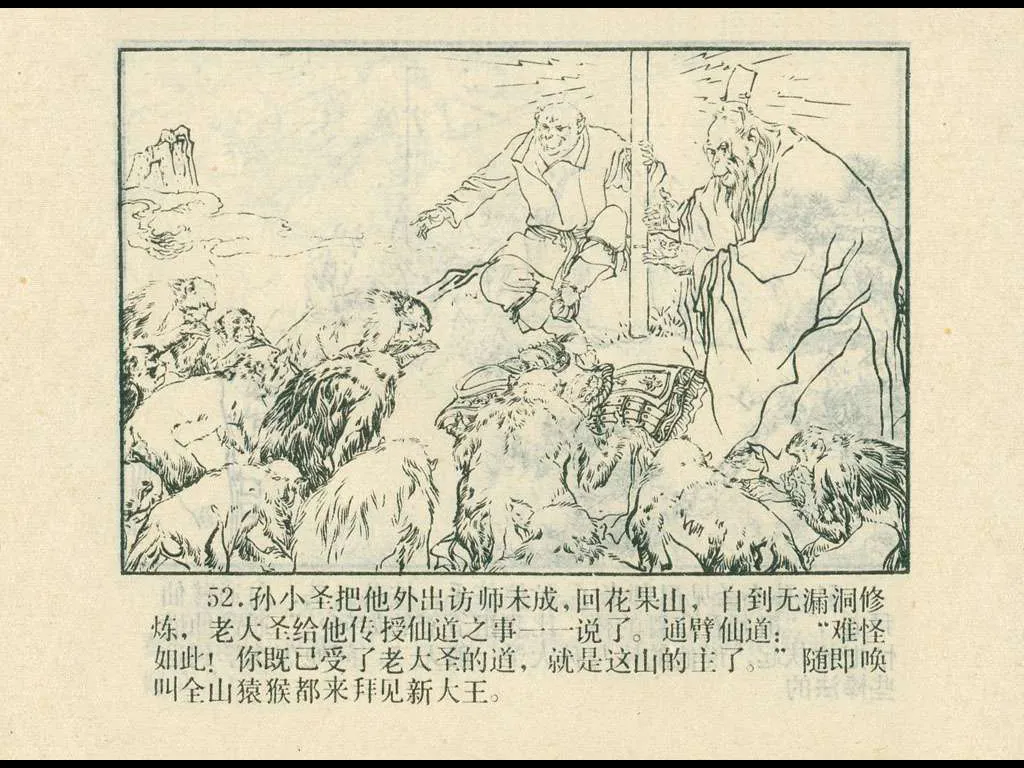 52.孙小圣把他外出访师未成,回花果山,自到无漏洞修
炼,老大圣给他传授仙道之事一一说了。通臂仙道:“难怪
如此!你既已受了老大圣的道,就是这山的主了。”随即唤
叫全山猿猴都来拜见新大王。